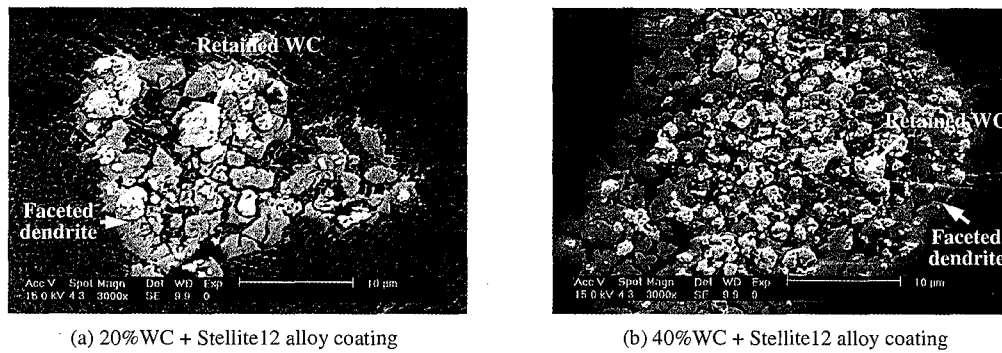 Retained WC
Faceted
dendrite
Acc V Spot Magn Det WD Exp
15.0 kV 4.3 3000x SE 9.9 0
10 μm
(a) 20%WC + Stellite12 alloy coating
Retained WC
Faceted
dendrite
Acc V Spot Magn Det WD Exp
15.0 kV 4.3 3000x SE 9.9 0
10 μm
(b) 40%WC + Stellite12 alloy coating